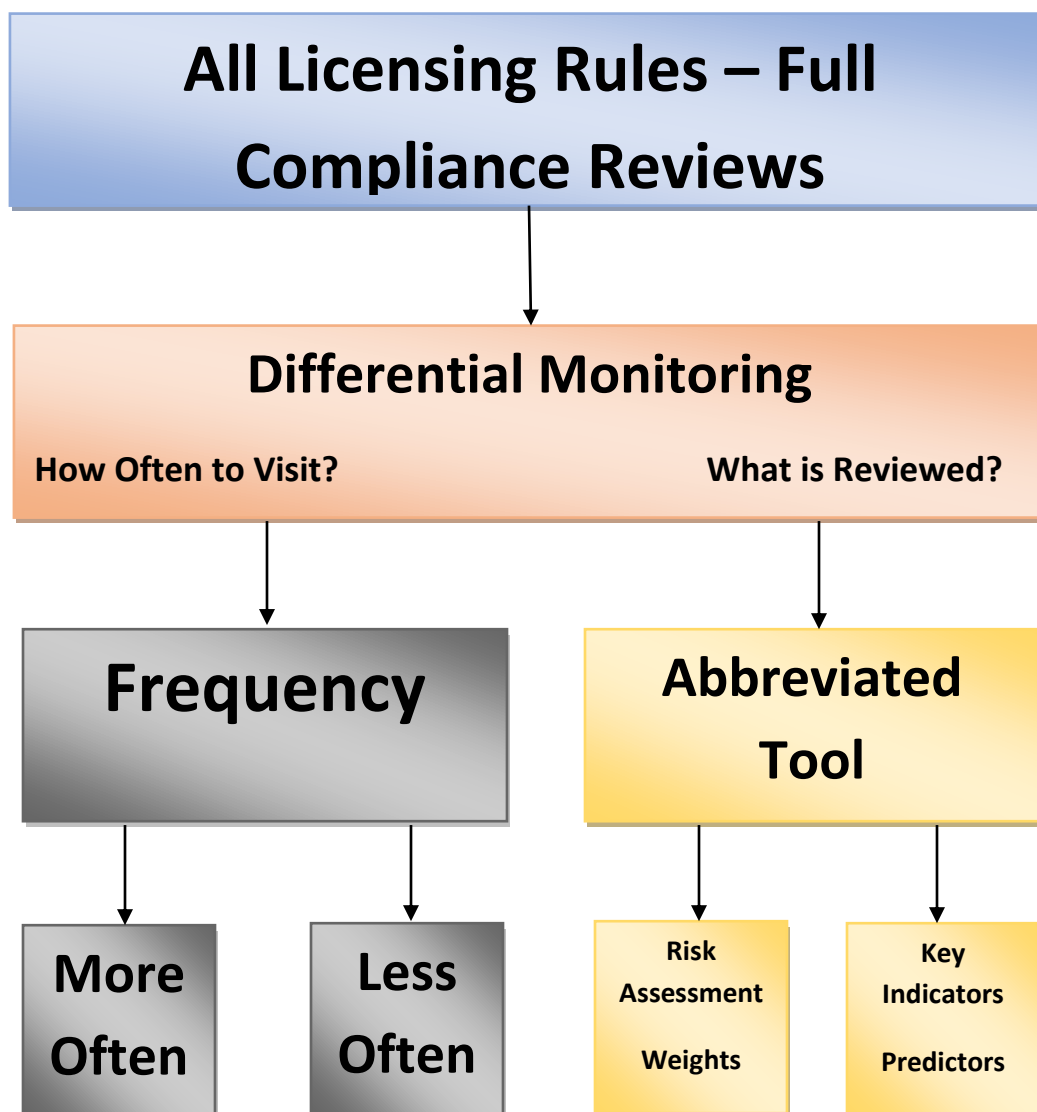 All Licensing Rules – Full
Compliance Reviews
Differential Monitoring
How Often to Visit?
What is Reviewed?
Frequency
Abbreviated
Tool
More
Often
Less
Often
Risk
Assessment
Weights
Key
Indicators
Predictors